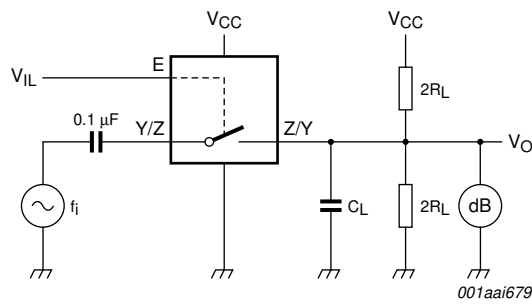 VCC
VCC
E
VIL
2RL
0.1 µF
Y/Z
Z/Y
VO
fi
CL
2RL
dB
001aai679